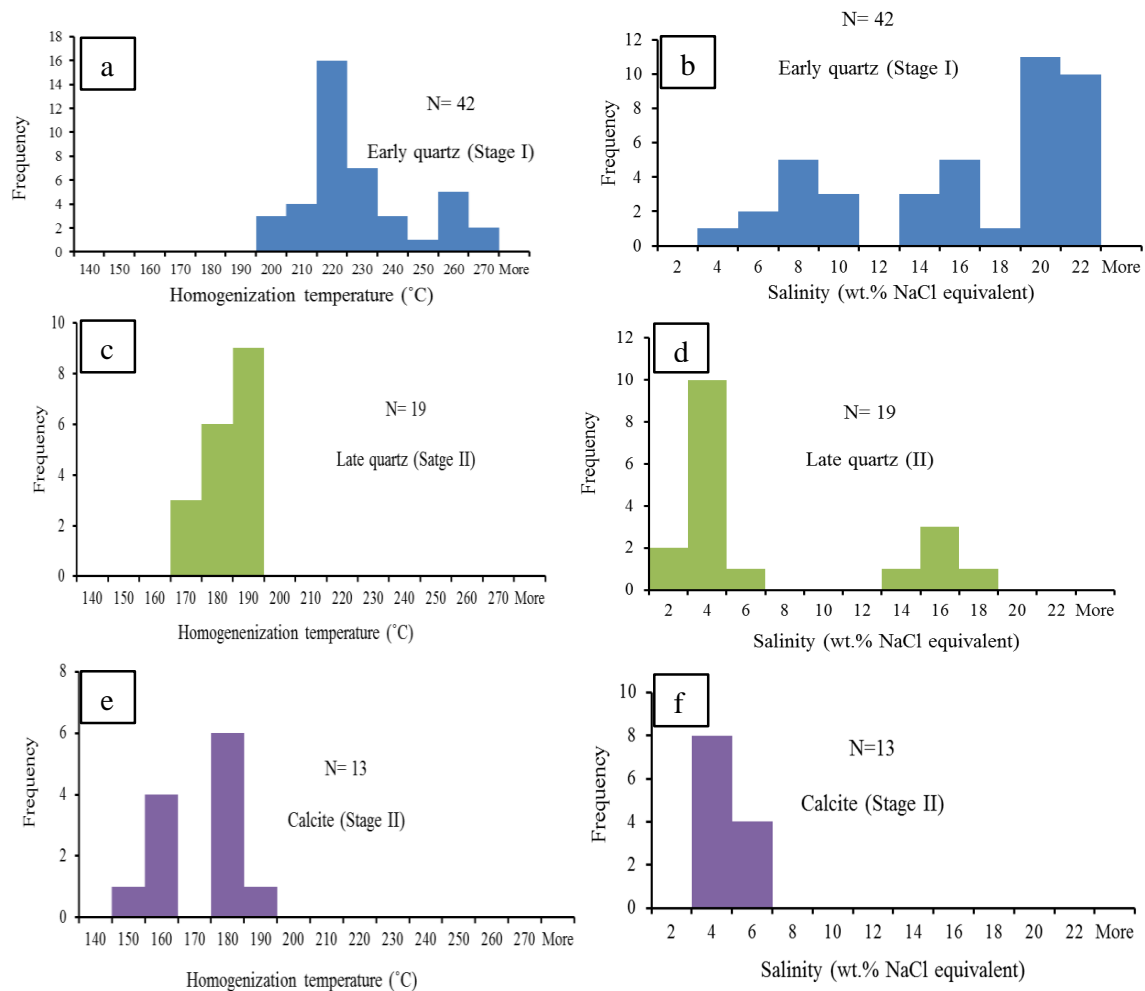 a
N= 42
Early quartz (Stage I)
Frequency
18
16
14
12
10
8
6
4
2
0
140 150 160 170 180 190 200 210 220 230 240 250 260 270 More
Homogenization temperature (˚C)
b
N= 42
Early quartz (Stage I)
Frequency
12
10
8
6
4
2
0
2 4 6 8 10 12 14 16 18 20 22 More
Salinity (wt.% NaCl equivalent)
c
N= 19
Late quartz (Satge II)
Frequency
10
8
6
4
2
0
140 150 160 170 180 190 200 210 220 230 240 250 260 270 More
Homogenenization temperature (˚C)
d
N= 19
Late quartz (II)
Frequency
12
10
8
6
4
2
0
2 4 6 8 10 12 14 16 18 20 22 More
Salinity (wt.% NaCl equivalent)
e
N= 13
Calcite (Stage II)
Frequency
8
6
4
2
0
140 150 160 170 180 190 200 210 220 230 240 250 260 270 More
Homogenization temperature (˚C)
f
N=13
Calcite (Stage II)
Frequency
10
8
6
4
2
0
2 4 6 8 10 12 14 16 18 20 22 More
Salinity (wt.% NaCl equivalent)